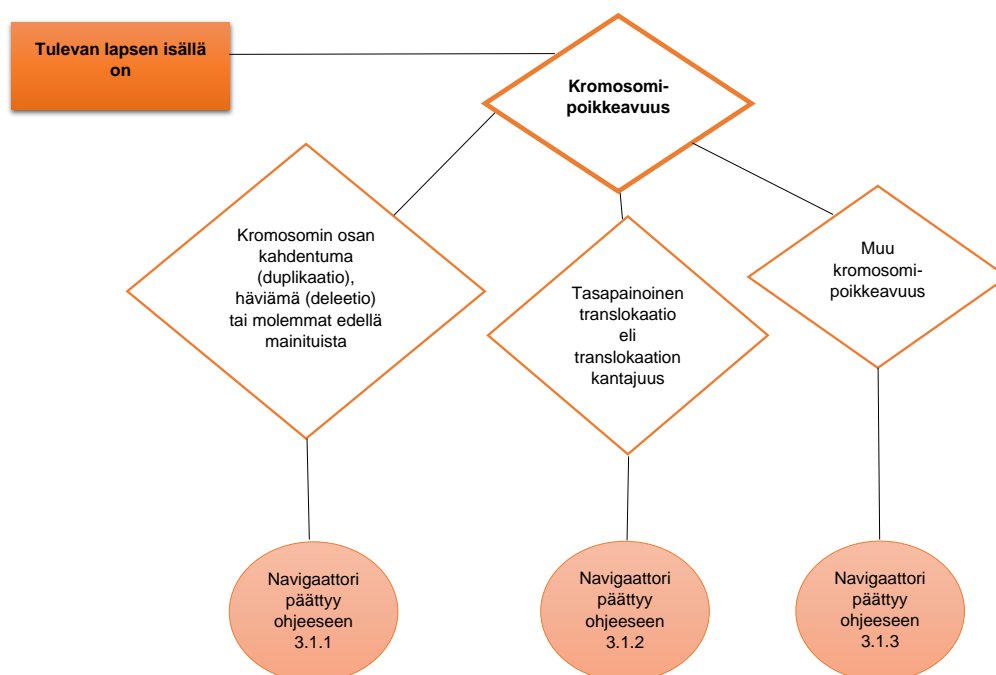 Tulevan lapsen isällä
on
Kromosomi-
poikkeavuus
Kromosomin osan
kahdentuma
(duplikaatio),
häviämä (deleetio)
tai molemmat edellä
mainituista
Tasapainoinen
translokaatio
eli
translokaation
kantajuus
Muu
kromosomi-
poikkeavuus
Navigaattori
päättyy
ohjeeseen
3.1.1
Navigaattori
päättyy
ohjeeseen
3.1.2
Navigaattori
päättyy
ohjeeseen
3.1.3